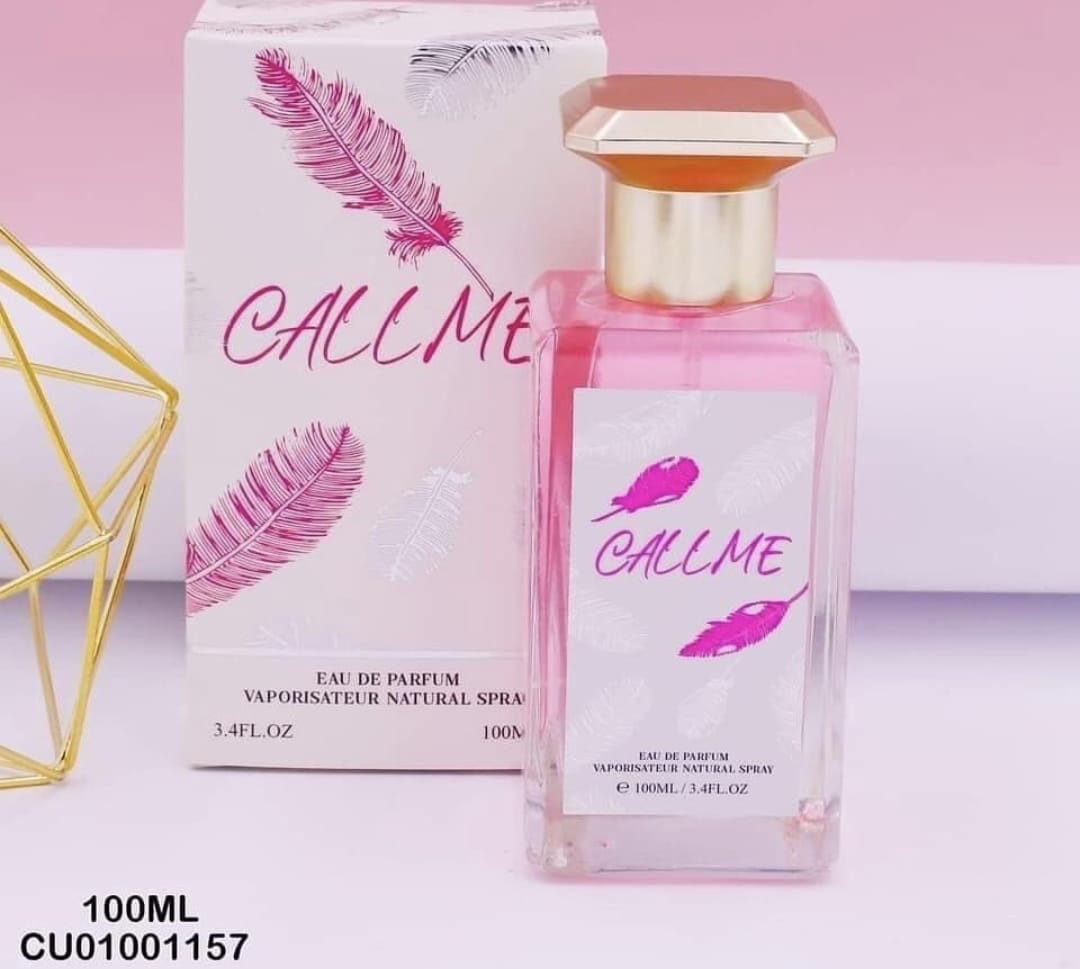 CALLME
EAU DE PARFUM
VAPORISATEUR NATURAL
3.4FL.OZ
CALLME
EAU DE PARFUM
VAPORISATEUR NATURAL SPRAY
℮ 100ML / 3.4FL.OZ
100ML
CU01001157